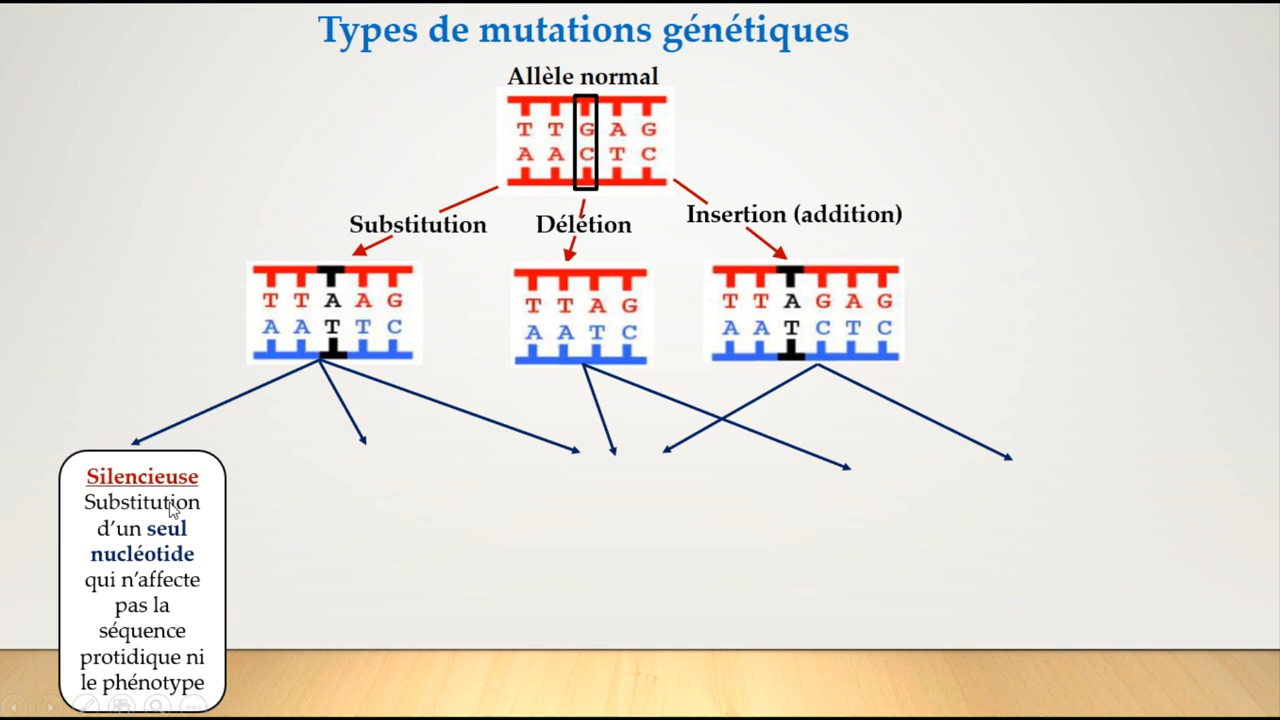 Types de mutations génétiques
Allèle normal
T T G A G
A A C T C
Substitution
Délétion
Insertion (addition)
T T A A G
A A T T C
T T A G
A A T C
T T A G A G
A A T C T C
Silencieuse
Substitution
d’un seul
nucléotide
qui n’affecte
pas la
séquence
protidique ni
le phénotype